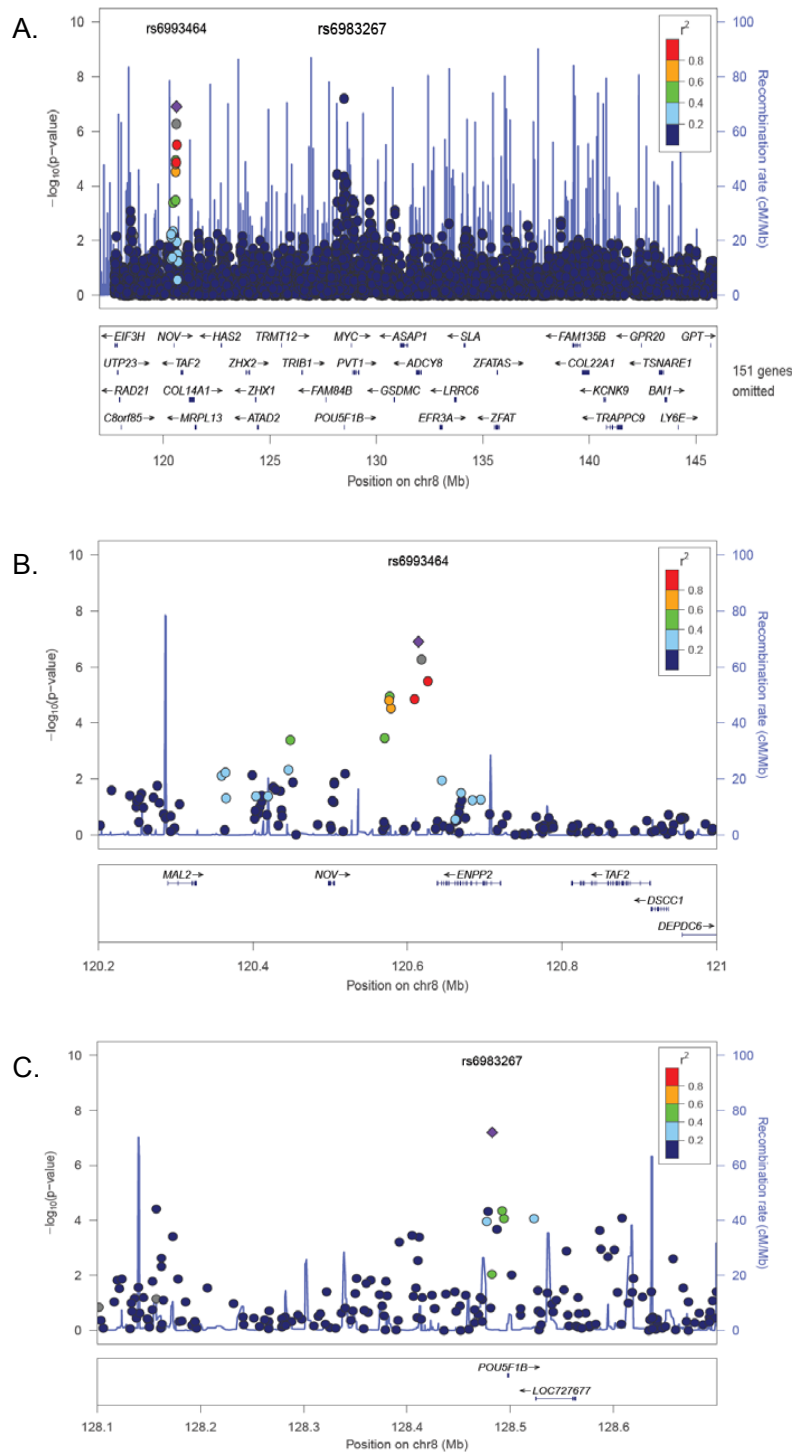 A.
rs6993464 rs6983267
r²
0.8
0.6
0.4
0.2
10
8
6
4
2
0
−log₁₀(p−value)
100
80
60
40
20
0
Recombination rate (cM/Mb)
EIF3H NOV HAS2 TRMT12 MYC ASAP1 SLA FAM135B GPR20 GPT
UTP23 TAF2 ZHX2 TRIB1 PVT1 ADCY8 ZFATAS COL22A1 TSNARE1
RAD21 COL14A1 ZHX1 FAM84B GSDMC LRRC6 KCNK9 BAI1
C8orf85 MRPL13 ATAD2 POU5F1B EFR3A ZFAT TRAPPC9 LY6E
151 genes
omitted
120 125 130 135 140 145
Position on chr8 (Mb)
B.
rs6993464
r²
0.8
0.6
0.4
0.2
10
8
6
4
2
0
−log₁₀(p−value)
100
80
60
40
20
0
Recombination rate (cM/Mb)
MAL2 NOV ENPP2 TAF2
DSCC1
DEPDC6
120.2 120.4 120.6 120.8 121
Position on chr8 (Mb)
C.
rs6983267
r²
0.8
0.6
0.4
0.2
10
8
6
4
2
0
−log₁₀(p−value)
100
80
60
40
20
0
Recombination rate (cM/Mb)
POU5F1B
LOC727677
128.1 128.2 128.3 128.4 128.5 128.6
Position on chr8 (Mb)